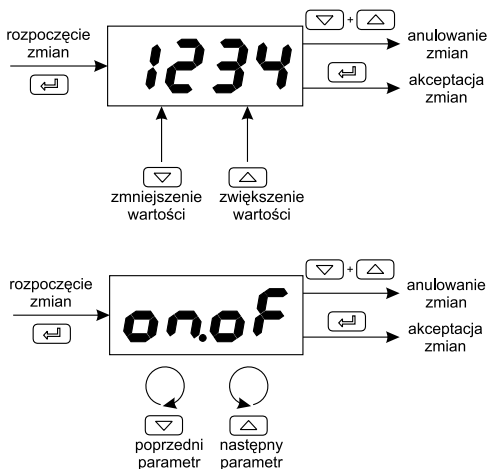 rozpoczęcie
zmian
1234
+
anulowanie
zmian
akceptacja
zmian
zmniejszenie
wartości
zwiększenie
wartości
rozpoczęcie
zmian
on.oF
+
anulowanie
zmian
akceptacja
zmian
poprzedni
parametr
następny
parametr